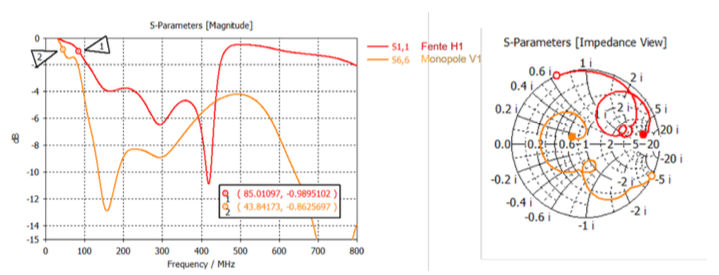 S-Parameters [Magnitude]
1
2
S1,1 Fente H1
S6,6 Monopole V1
-4
-6
-8
-10
-12
-14
-15
dB
0 100 200 300 400 500 600 700 800
Frequency / MHz
1 ( 85.01097, -0.9895102 )
2 ( 43.84173, -0.8625697 )
S-Parameters [Impedance View]
1 i
0.6 i
2 i
0.4 i
0.2 i
5 i
20 i
2 i
0.0 0.2 0.6 1 2 5 20
-20 i
-0.2 i
-5 i
-2 i
-0.4 i
-0.6 i
-1 i
-2 i